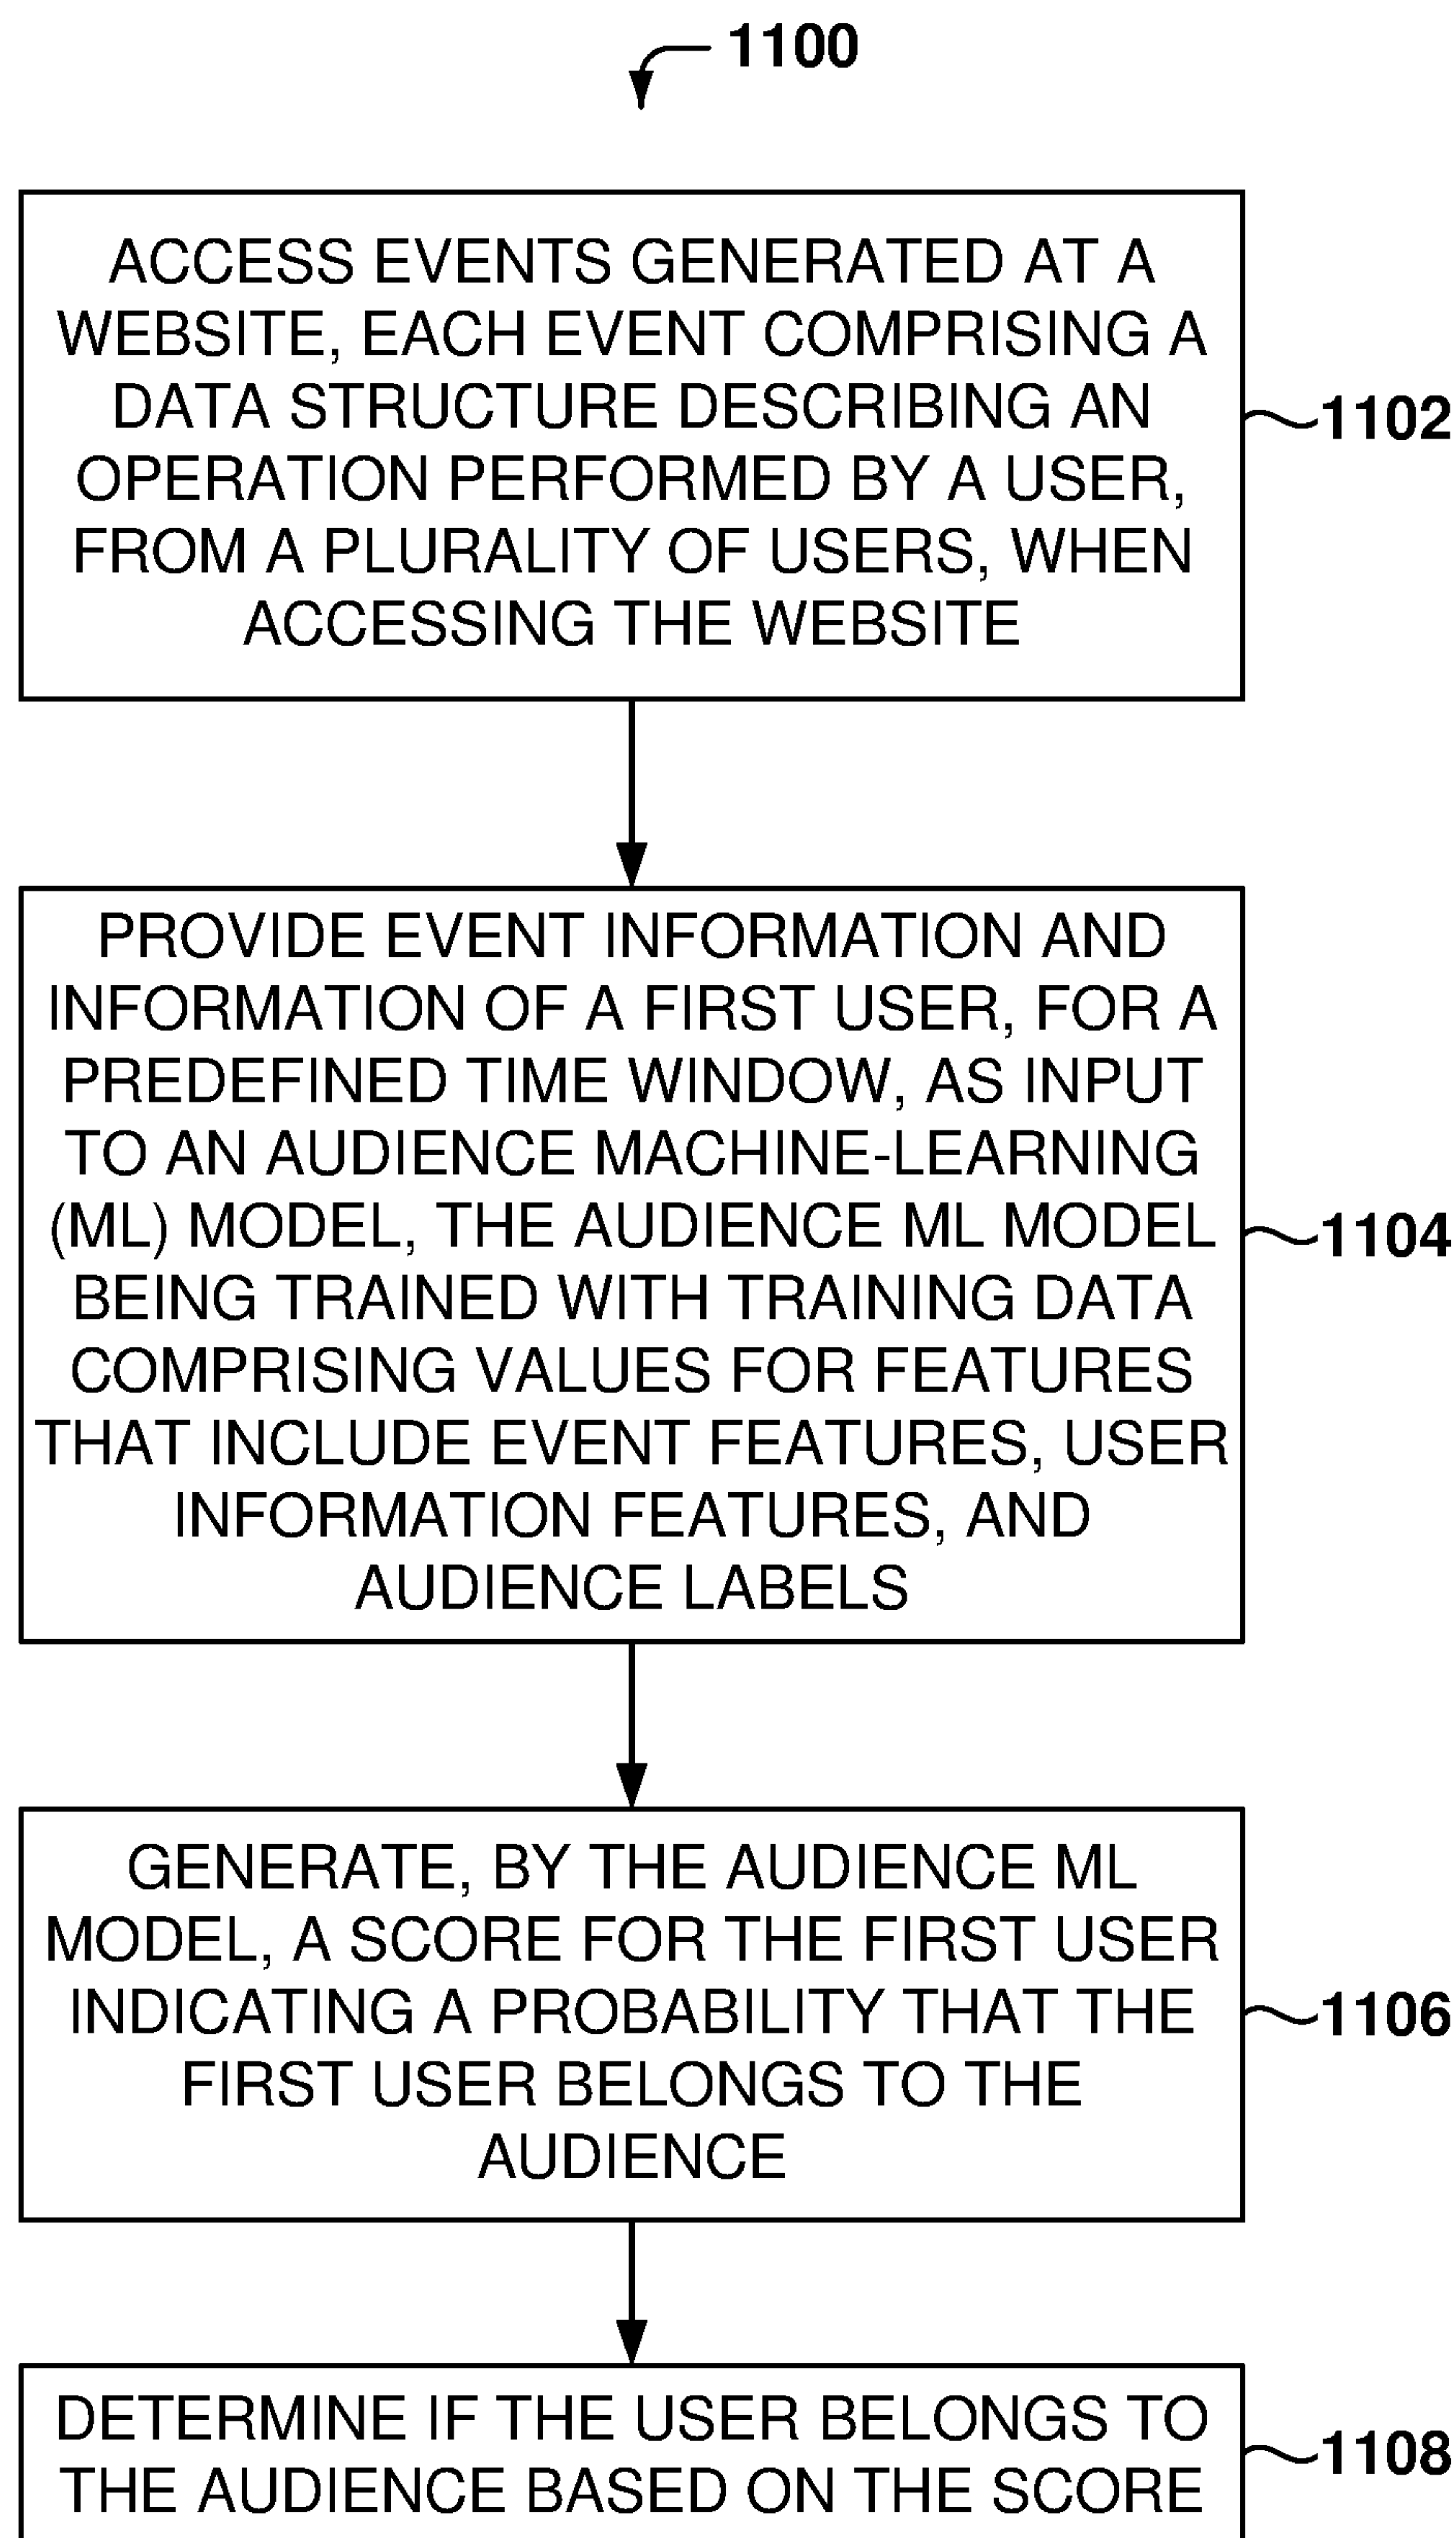 1100
ACCESS EVENTS GENERATED AT A
WEBSITE, EACH EVENT COMPRISING A
DATA STRUCTURE DESCRIBING AN
OPERATION PERFORMED BY A USER,
FROM A PLURALITY OF USERS, WHEN
ACCESSING THE WEBSITE
1102
PROVIDE EVENT INFORMATION AND
INFORMATION OF A FIRST USER, FOR A
PREDEFINED TIME WINDOW, AS INPUT
TO AN AUDIENCE MACHINE-LEARNING
(ML) MODEL, THE AUDIENCE ML MODEL
BEING TRAINED WITH TRAINING DATA
COMPRISING VALUES FOR FEATURES
THAT INCLUDE EVENT FEATURES, USER
INFORMATION FEATURES, AND
AUDIENCE LABELS
1104
GENERATE, BY THE AUDIENCE ML
MODEL, A SCORE FOR THE FIRST USER
INDICATING A PROBABILITY THAT THE
FIRST USER BELONGS TO THE
AUDIENCE
1106
DETERMINE IF THE USER BELONGS TO
THE AUDIENCE BASED ON THE SCORE
1108